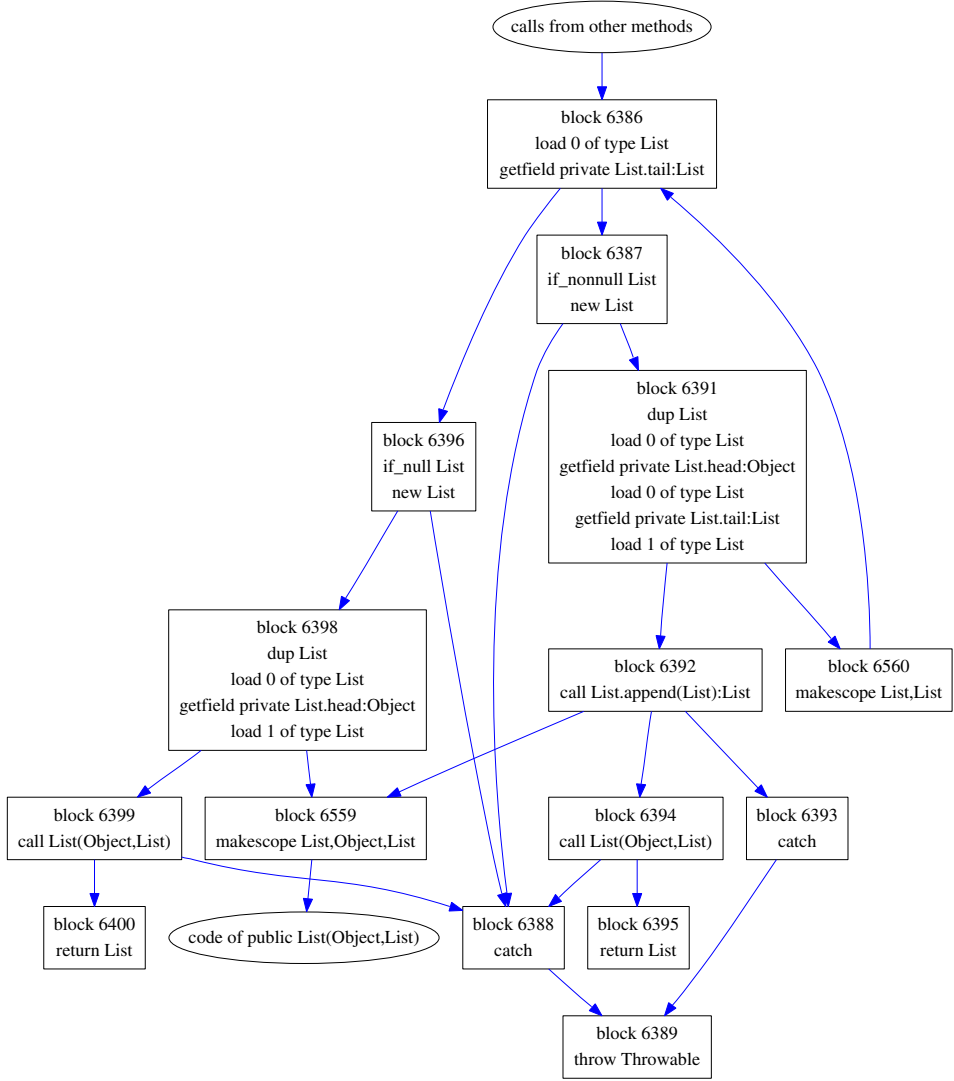 calls from other methods
block 6386
load 0 of type List
getfield private List.tail:List
block 6387
if_nonnull List
new List
block 6391
dup List
load 0 of type List
getfield private List.head:Object
load 0 of type List
getfield private List.tail:List
load 1 of type List
block 6396
if_null List
new List
block 6398
dup List
load 0 of type List
getfield private List.head:Object
load 1 of type List
block 6392
call List.append(List):List
block 6560
makescope List,List
block 6399
call List(Object,List)
block 6559
makescope List,Object,List
block 6394
call List(Object,List)
block 6393
catch
block 6400
return List
code of public List(Object,List)
block 6388
catch
block 6395
return List
block 6389
throw Throwable